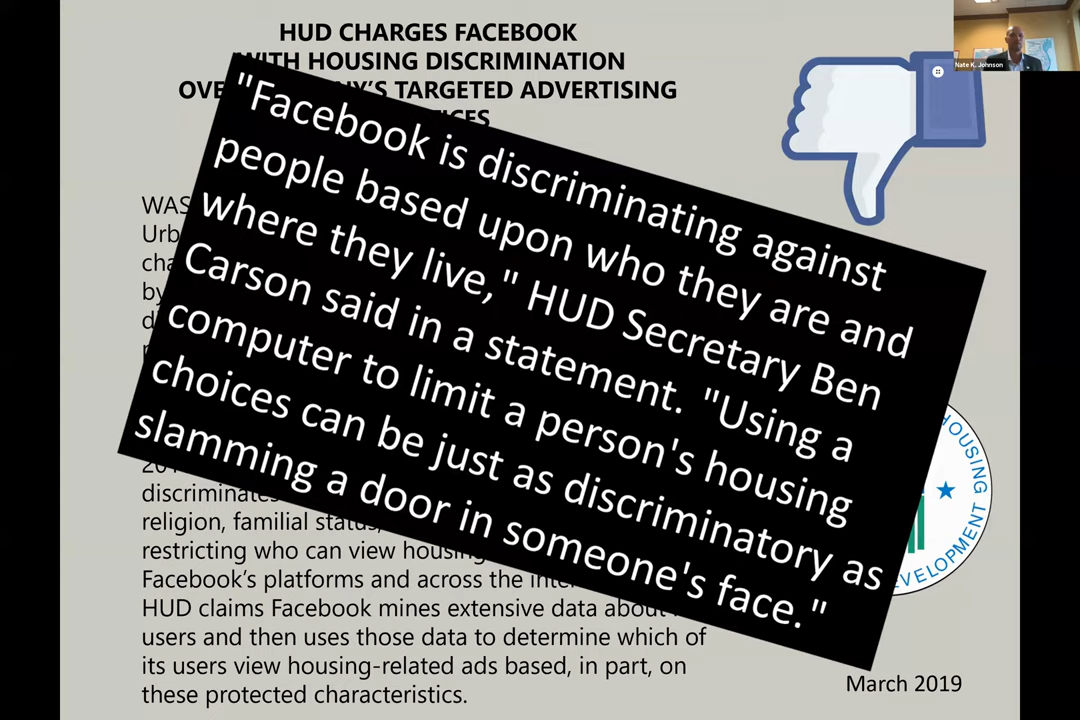 HUD CHARGES FACEBOOK
WITH HOUSING DISCRIMINATION
TARGETED ADVERTISING
"Facebook is discriminating against
people based upon who they are and
where they live," HUD Secretary Ben
Carson said in a statement. "Using a
computer to limit a person's housing
choices can be just as discriminatory as
slamming a door in someone's face."
discriminates
religion, familial status,
restricting who can view housing
Facebook's platforms and across the
HUD claims Facebook mines extensive data about
users and then uses those data to determine which of
its users view housing-related ads based, in part, on
these protected characteristics.
March 2019
Nate K. Johnson
HOUSING
DEVELOPMENT